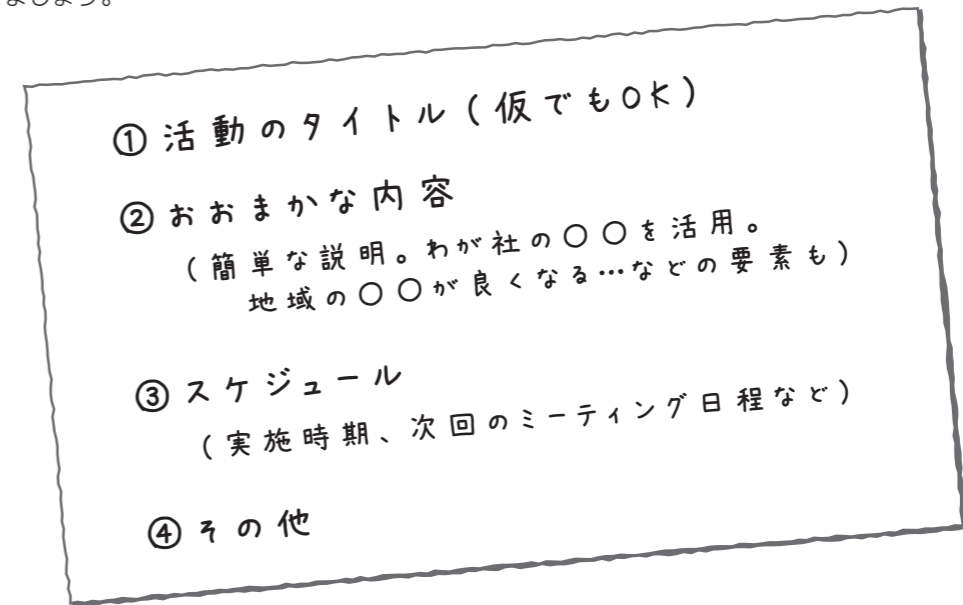 ましょう。
①活動のタイトル(仮でもOK)
②おおまかな内容
(簡単な説明。わが社の〇〇を活用。
地域の〇〇が良くなる…などの要素も)
③スケジュール
(実施時期、次回のミーティング日程など)
④その他